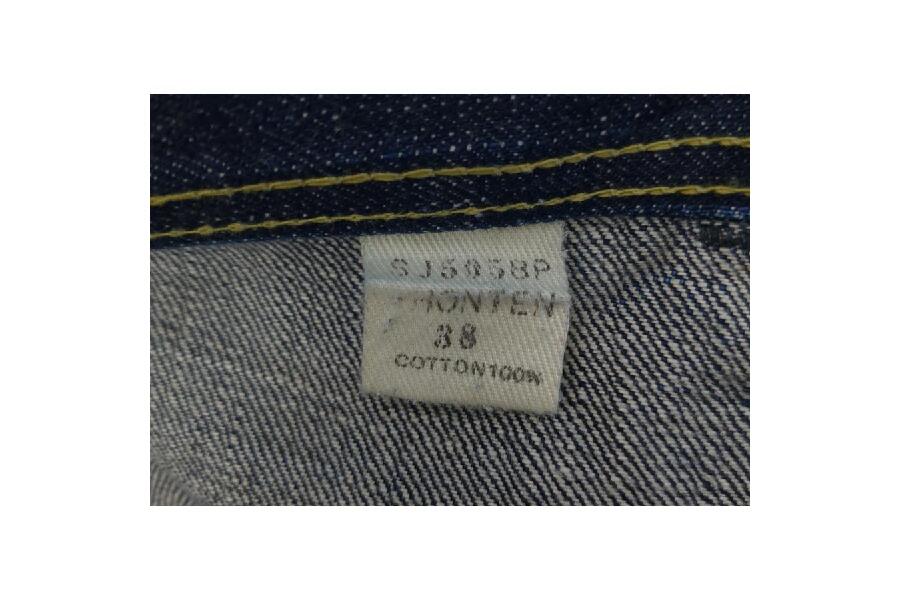 SJ5058P
HONTEN
38
COTTON100%